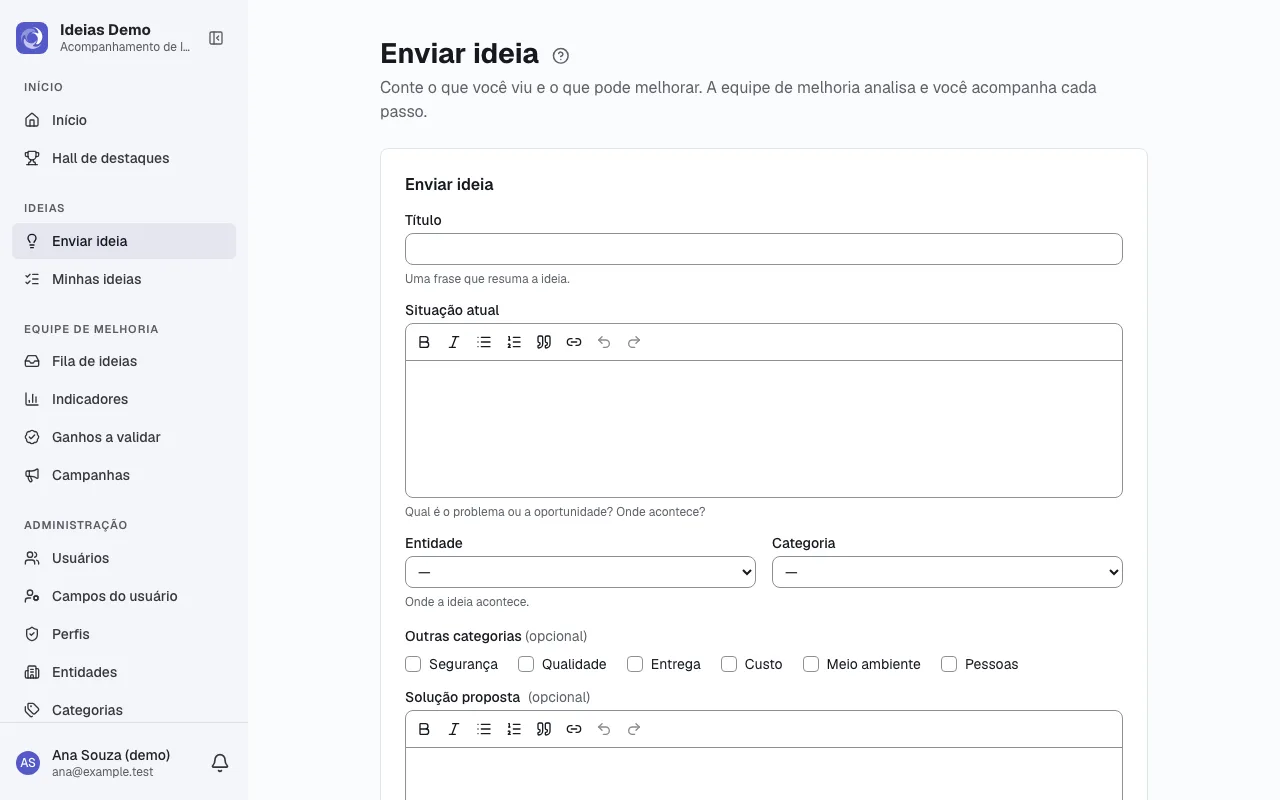 Ideias Demo
Acompanhamento de I...
INÍCIO
Início
Hall de destaques
IDEIAS
Enviar ideia
Minhas ideias
EQUIPE DE MELHORIA
Fila de ideias
Indicadores
Ganhos a validar
Campanhas
ADMINISTRAÇÃO
Usuários
Campos do usuário
Perfis
Entidades
Categorias
AS
Ana Souza (demo)
ana@example.test
Enviar ideia
Conte o que você viu e o que pode melhorar. A equipe de melhoria analisa e você acompanha cada
passo.
Enviar ideia
Título
Uma frase que resuma a ideia.
Situação atual
Qual é o problema ou a oportunidade? Onde acontece?
Entidade
Categoria
—
—
Onde a ideia acontece.
Outras categorias (opcional)
Segurança Qualidade Entrega Custo Meio ambiente Pessoas
Solução proposta (opcional)